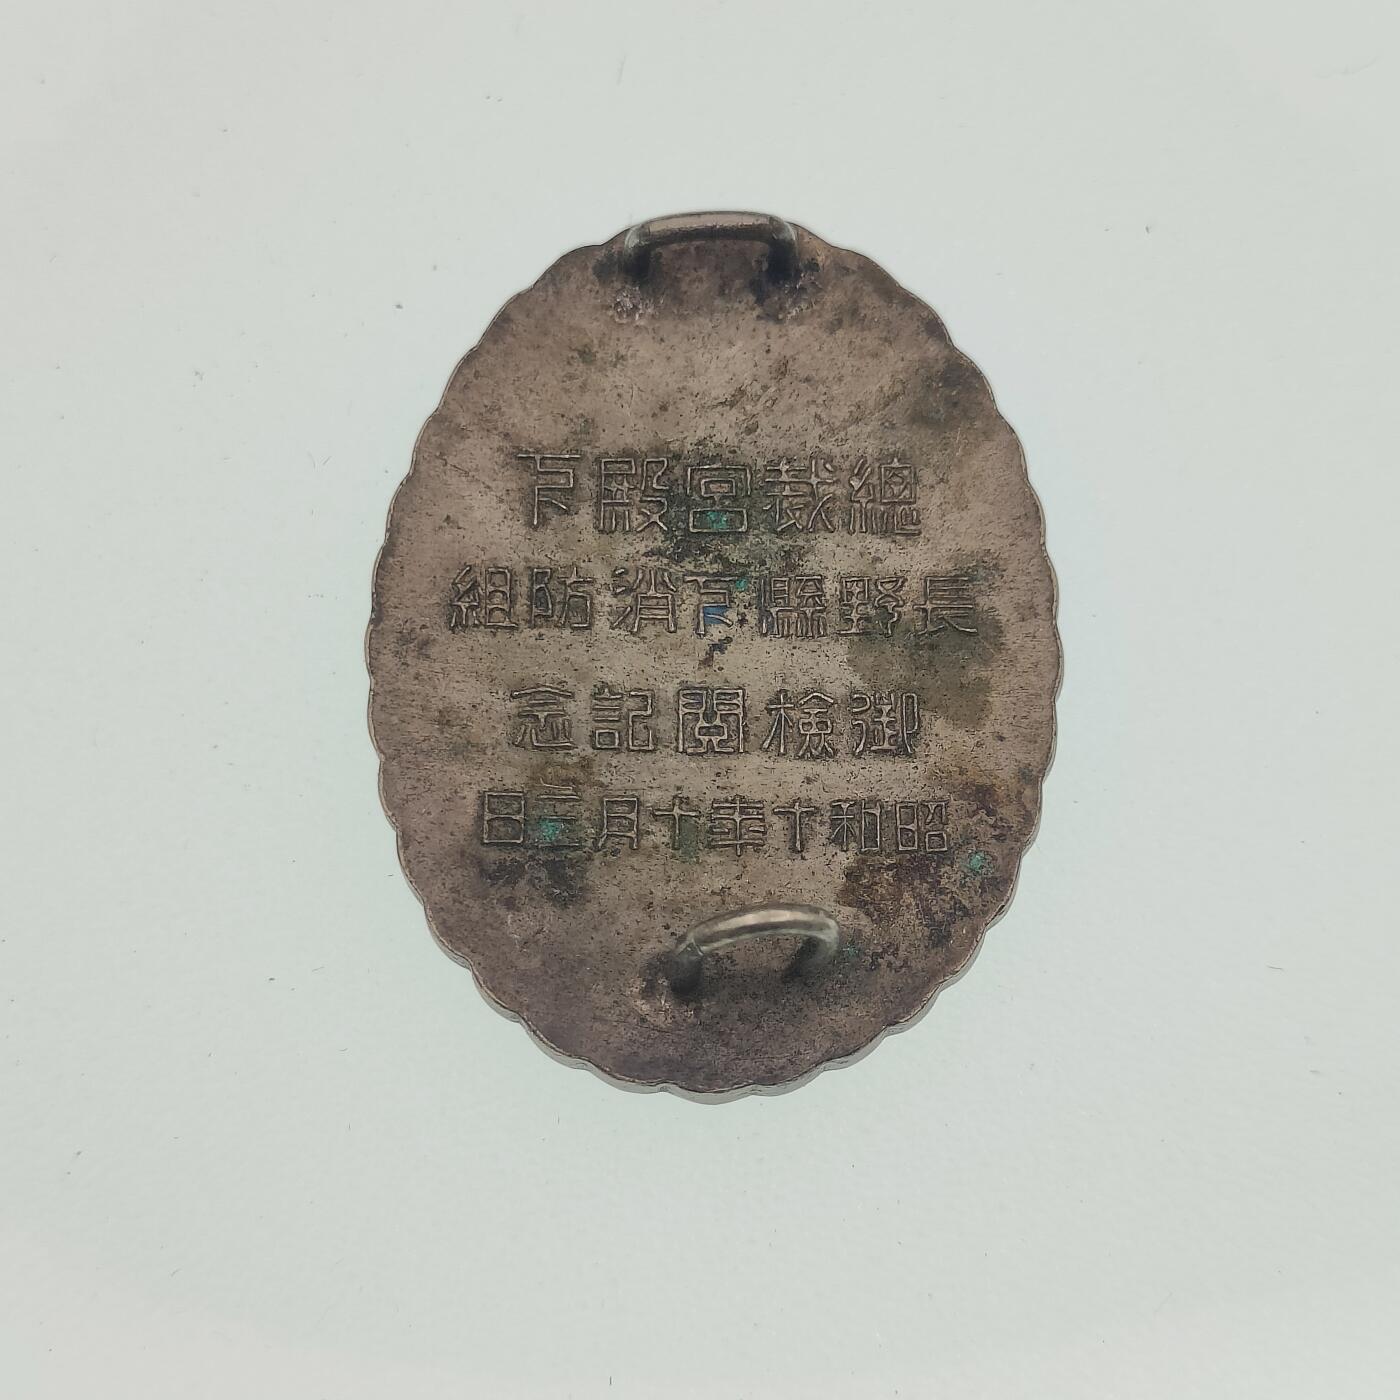 總裁宮殿下
長野縣下消防組
御檢閲記念
昭和十年十月三日